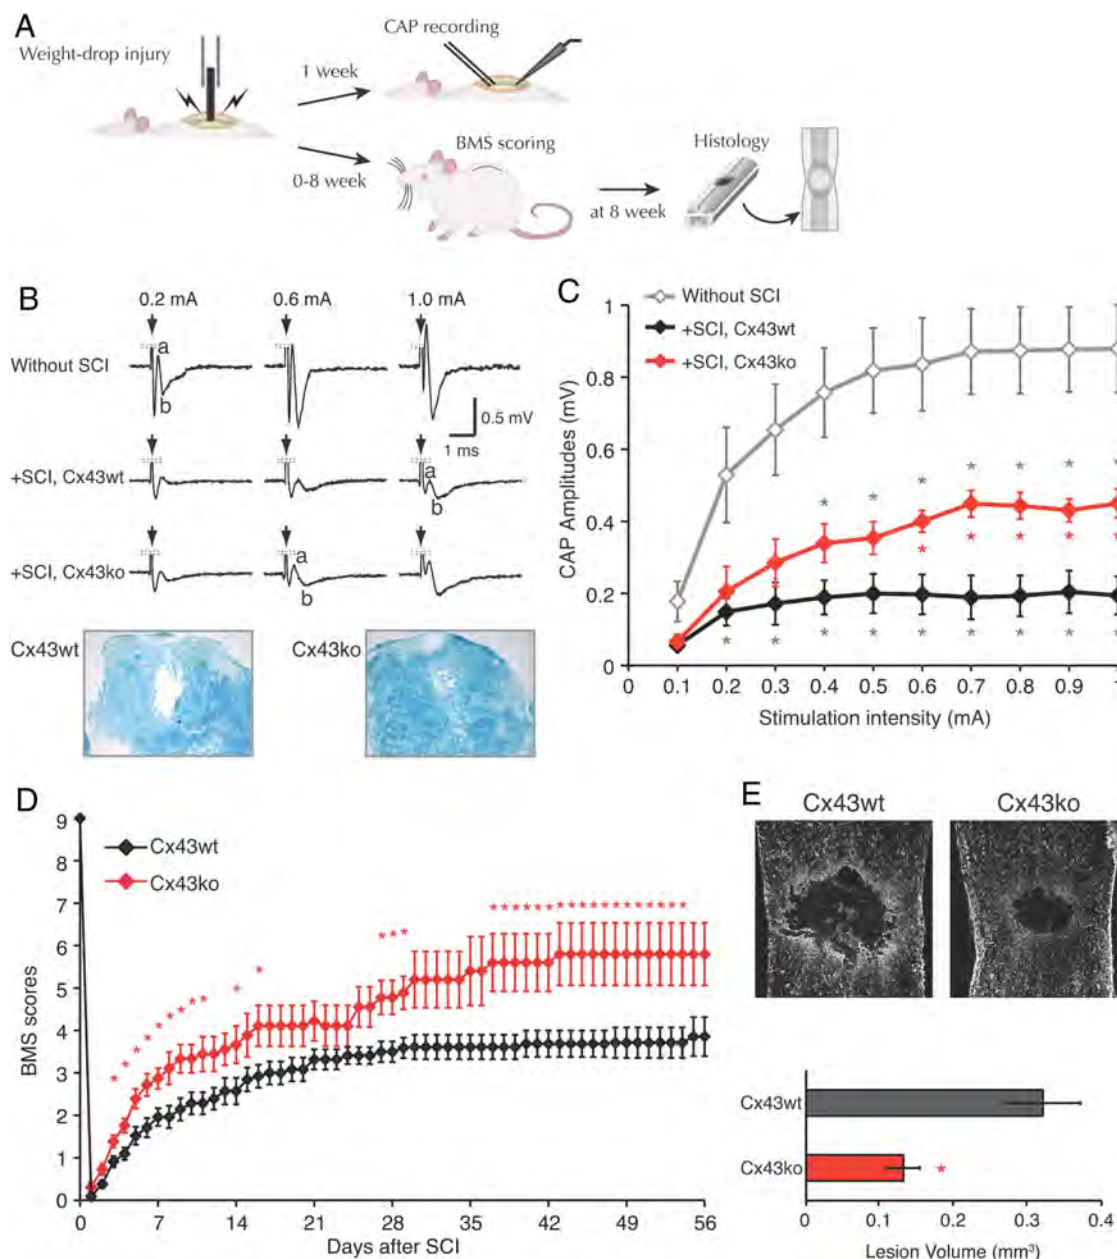 A
Weight-drop injury
1 week
0-8 week
CAP recording
BMS scoring
at 8 week
Histology
B
0.2 mA 0.6 mA 1.0 mA
Without SCI
a
b
0.5 mV
1 ms
+SCI, Cx43wt
a
b
+SCI, Cx43ko
a
b
Cx43wt
Cx43ko
C
Without SCI
+SCI, Cx43wt
+SCI, Cx43ko
CAP Amplitudes (mV)
1
0.8
0.6
0.4
0.2
0
0 0.1 0.2 0.3 0.4 0.5 0.6 0.7 0.8 0.9
Stimulation intensity (mA)
D
Cx43wt
Cx43ko
BMS scores
9
8
7
6
5
4
3
2
1
0
0 7 14 21 28 35 42 49 56
Days after SCI
E
Cx43wt Cx43ko
Cx43wt
Cx43ko
0 0.1 0.2 0.3 0.4
Lesion Volume (mm³)